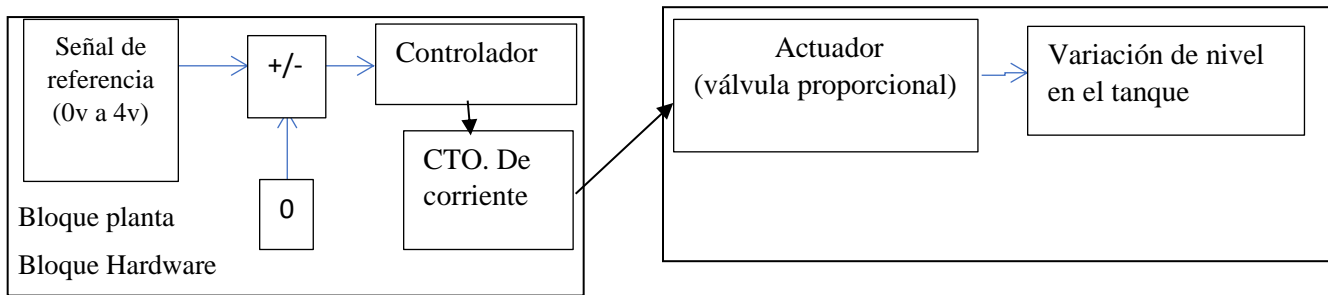 Señal de
referencia
(0v a 4v)
+/-
Controlador
CTO. De
corriente
0
Bloque planta
Bloque Hardware
Actuador
(válvula proporcional)
Variación de nivel
en el tanque